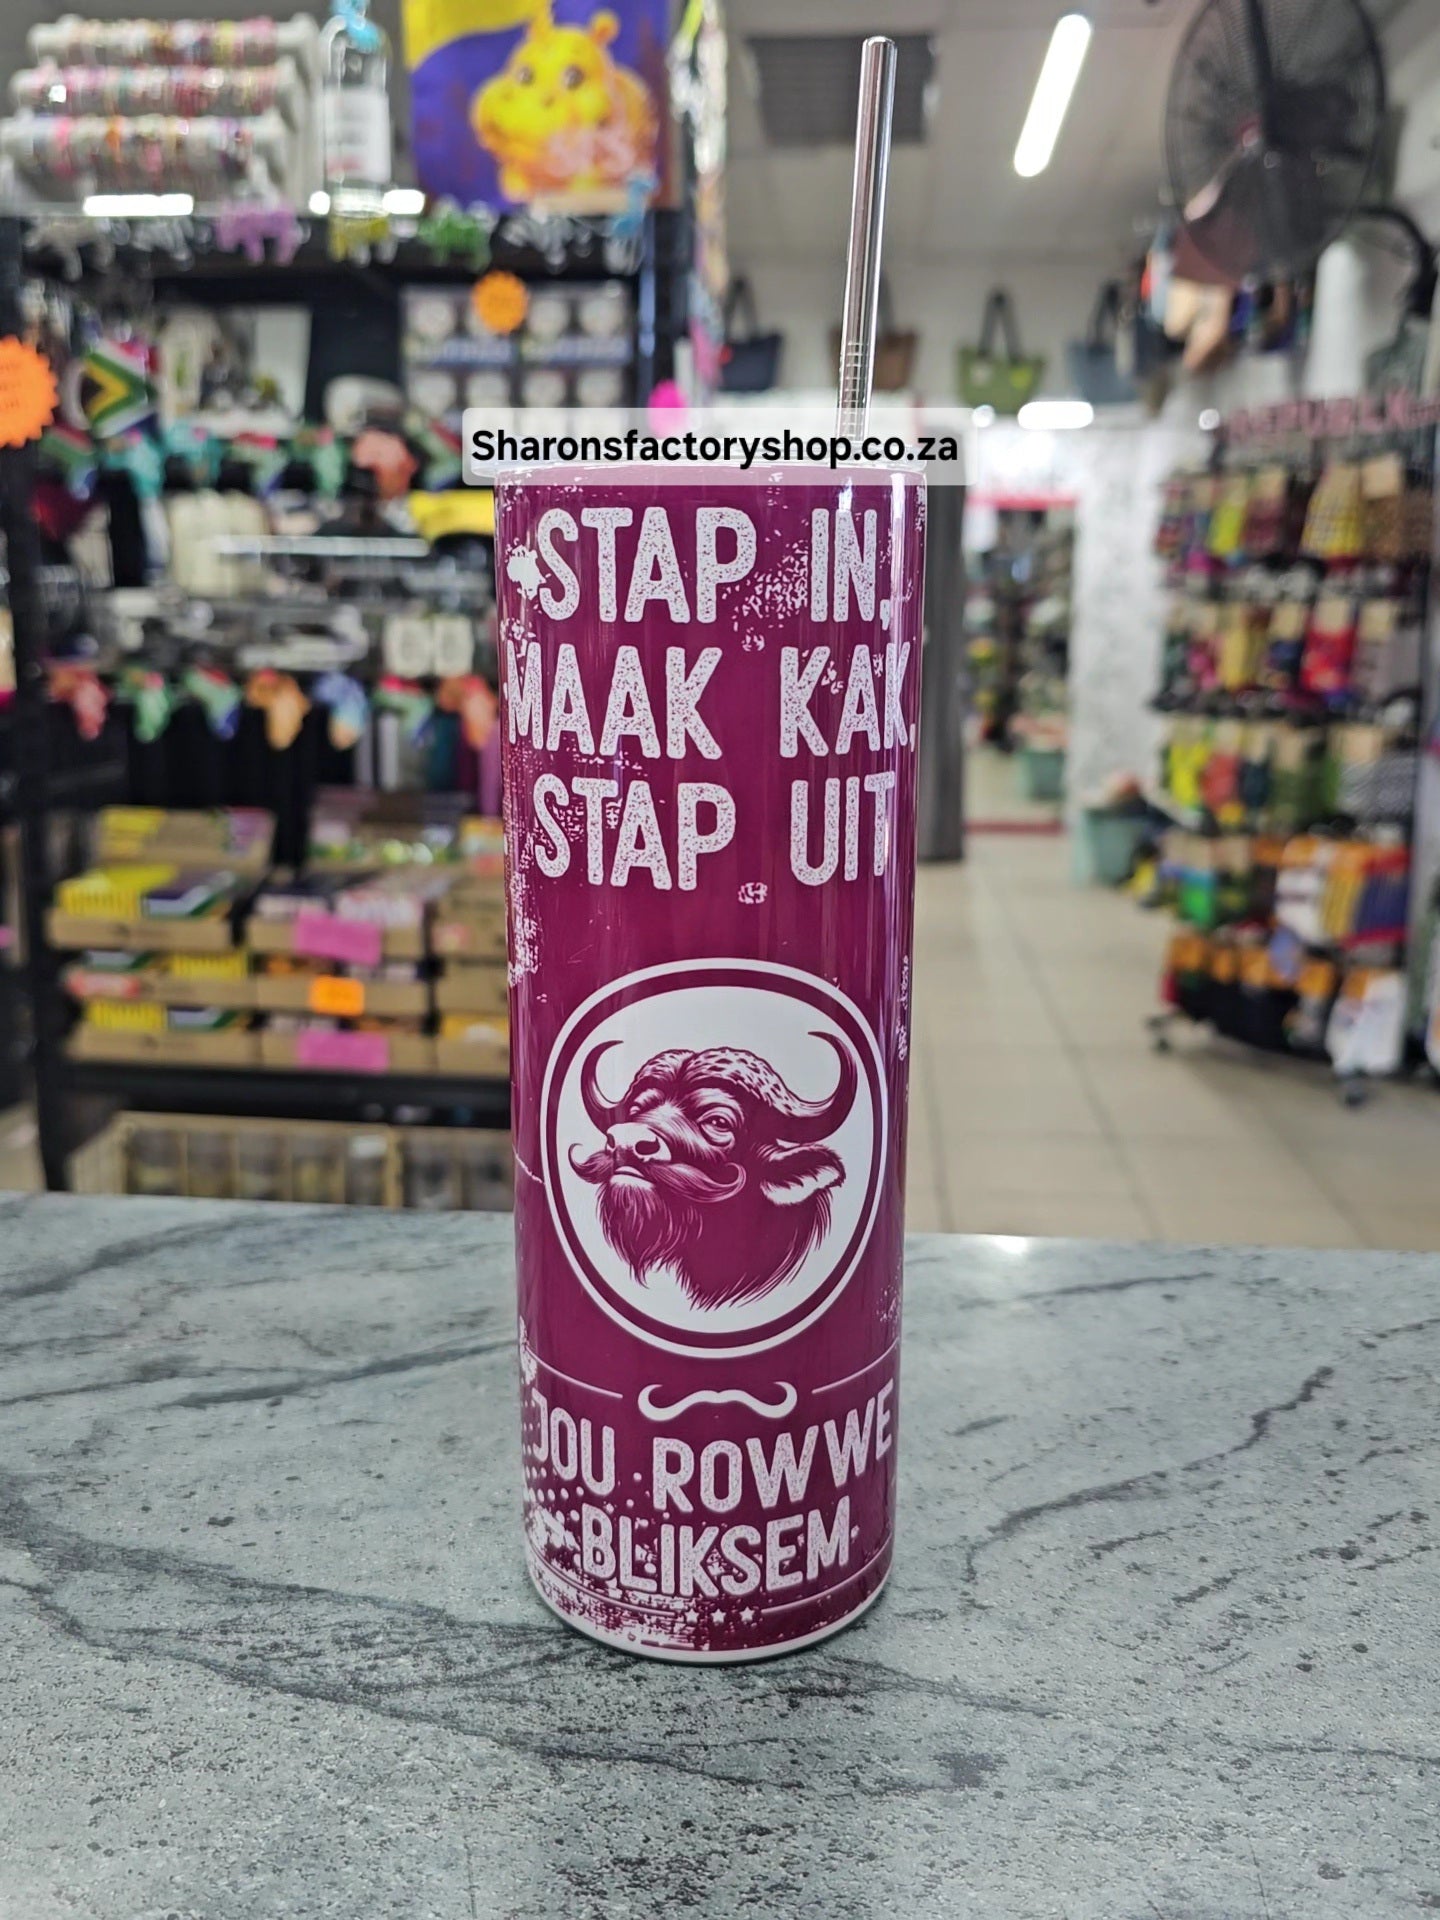 Sharonsfactoryshop.co.za
STAP IN,
MAAK KAK,
STAP UIT
JOU ROWWE
BLIKSEM